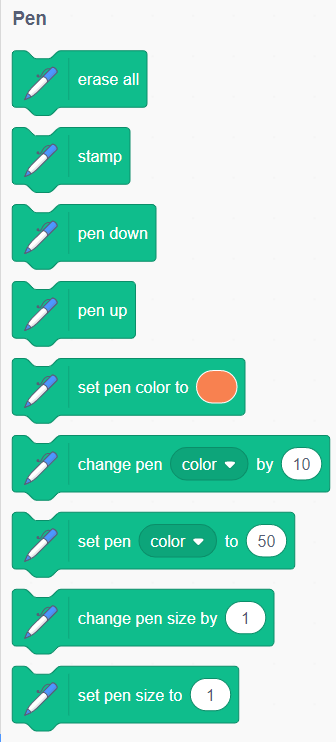 Pen
erase all
stamp
pen down
pen up
set pen color to
change pen color by 10
set pen color to 50
change pen size by 1
set pen size to 1